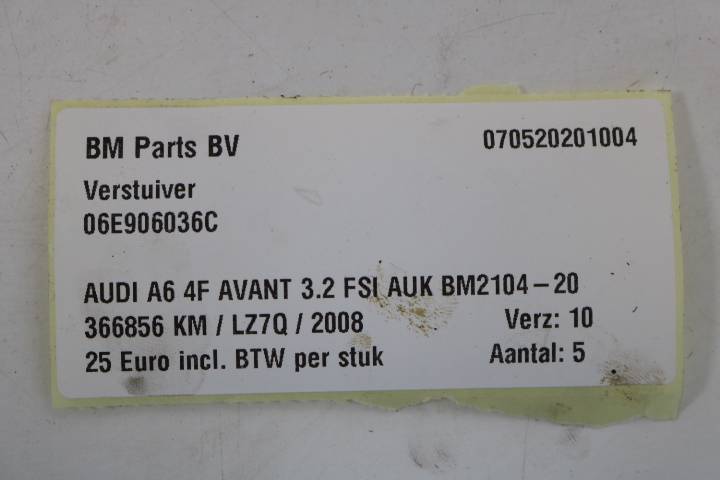 BM Parts BV 070520201004
Verstuiver
06E906036C
AUDI A6 4F AVANT 3.2 FSI AUK BM2104-20
366856 KM / LZ7Q / 2008 Verz: 10
25 Euro incl. BTW per stuk Aantal: 5